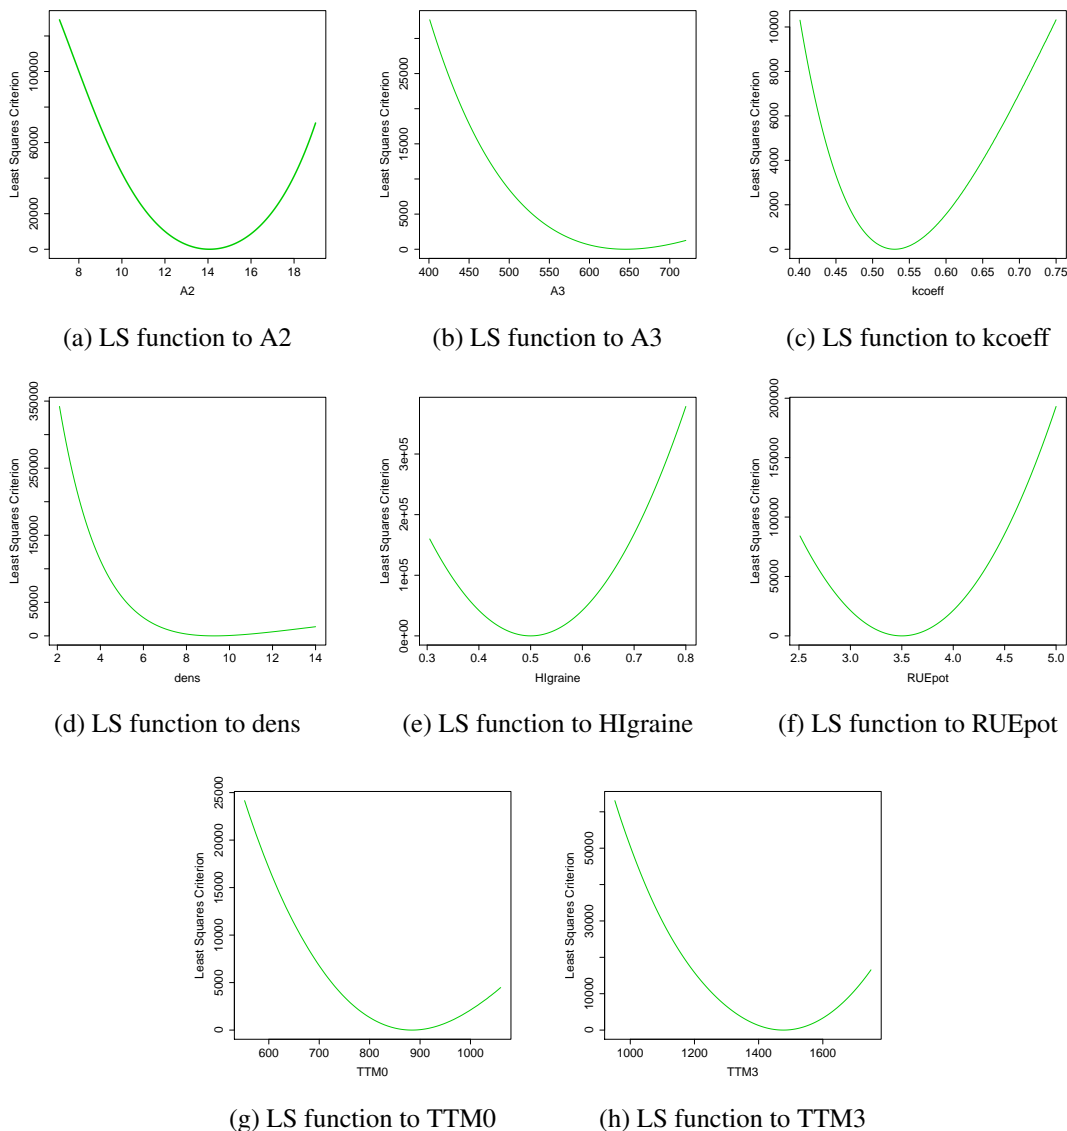 Least Squares Criterion
0 20000 60000 100000
8 10 12 14 16 18
A2
(a) LS function to A2
Least Squares Criterion
0 5000 15000 25000
400 450 500 550 600 650 700
A3
(b) LS function to A3
Least Squares Criterion
0 2000 4000 6000 8000 10000
0.40 0.45 0.50 0.55 0.60 0.65 0.70 0.75
kcoeff
(c) LS function to kcoeff
Least Squares Criterion
0 50000 150000 250000 350000
2 4 6 8 10 12 14
dens
(d) LS function to dens
Least Squares Criterion
0e+00 1e+05 2e+05 3e+05
0.3 0.4 0.5 0.6 0.7 0.8
HIgraine
(e) LS function to HIgraine
Least Squares Criterion
0 50000 100000 150000 200000
2.5 3.0 3.5 4.0 4.5 5.0
RUEpot
(f) LS function to RUEpot
Least Squares Criterion
0 5000 10000 15000 20000 25000
600 700 800 900 1000
TTM0
(g) LS function to TTM0
Least Squares Criterion
0 10000 30000 50000
1000 1200 1400 1600
TTM3
(h) LS function to TTM3